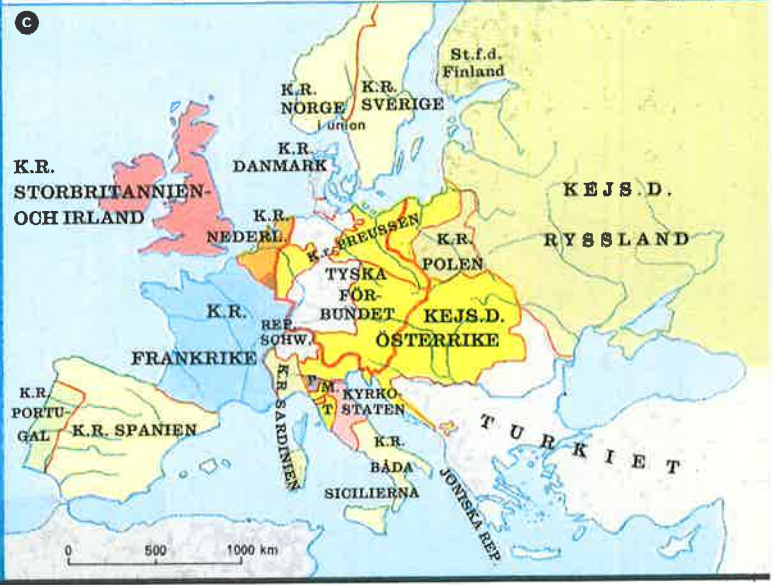 C
St.f.d.
Finland
K.R.
NORGE
K.R.
SVERIGE
i union
K.R.
DANMARK
K.R.
STORBRITANNIEN-
OCH IRLAND
KEJS.D.
RYSSLAND
K.R.
NEDERL.
K.R. PREUSSEN
K.R.
POLEN
TYSKA
FÖR-
BUNDET
K.R.
FRANKRIKE
REP.
SCHW.
KEJS.D.
ÖSTERRIKE
K.R.
PORTU-
GAL
K.R. SPANIEN
K.R SARDINIEN
P.
M.
T
KYRKO-
STATEN
K.R.
BÅDA
SICILIERNA
JONISKA REP.
TURKIET
0 500 1000 km